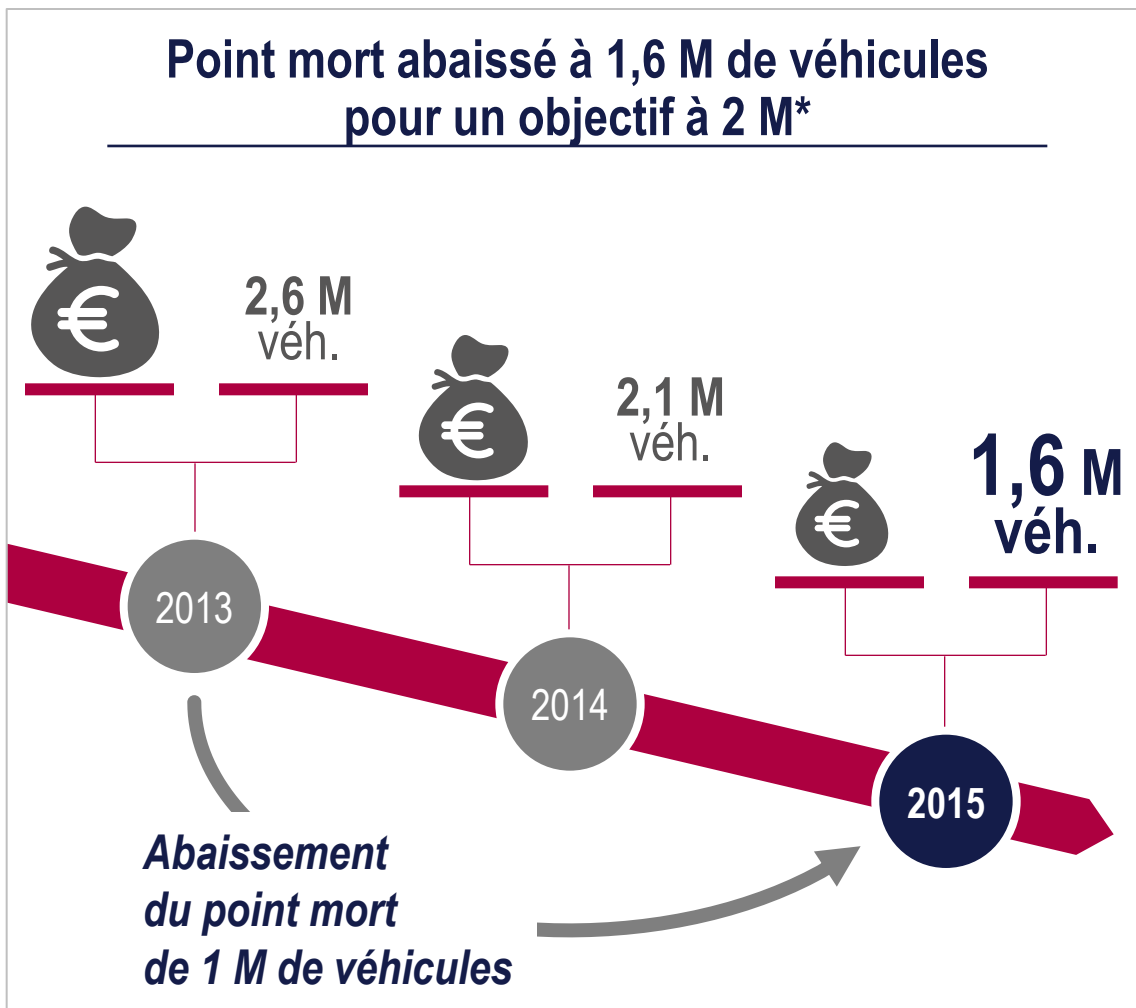 Point mort abaissé à 1,6 M de véhicules
pour un objectif à 2 M*
€
2,6 M
véh.
€
2,1 M
véh.
€
1,6 M
véh.
2013
2014
2015
Abaissement
du point mort
de 1 M de véhicules